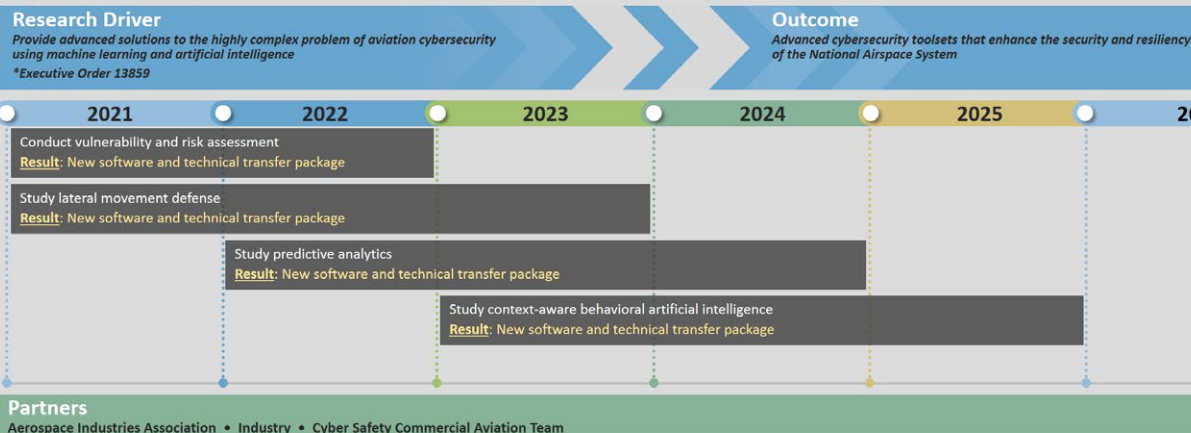 Research Driver
Provide advanced solutions to the highly complex problem of aviation cybersecurity
using machine learning and artificial intelligence
*Executive Order 13859
Outcome
Advanced cybersecurity toolsets that enhance the security and resiliency
of the National Airspace System
2021 2022 2023 2024 2025
Conduct vulnerability and risk assessment
Result: New software and technical transfer package
Study lateral movement defense
Result: New software and technical transfer package
Study predictive analytics
Result: New software and technical transfer package
Study context-aware behavioral artificial intelligence
Result: New software and technical transfer package
Partners
Aerospace Industries Association • Industry • Cyber Safety Commercial Aviation Team